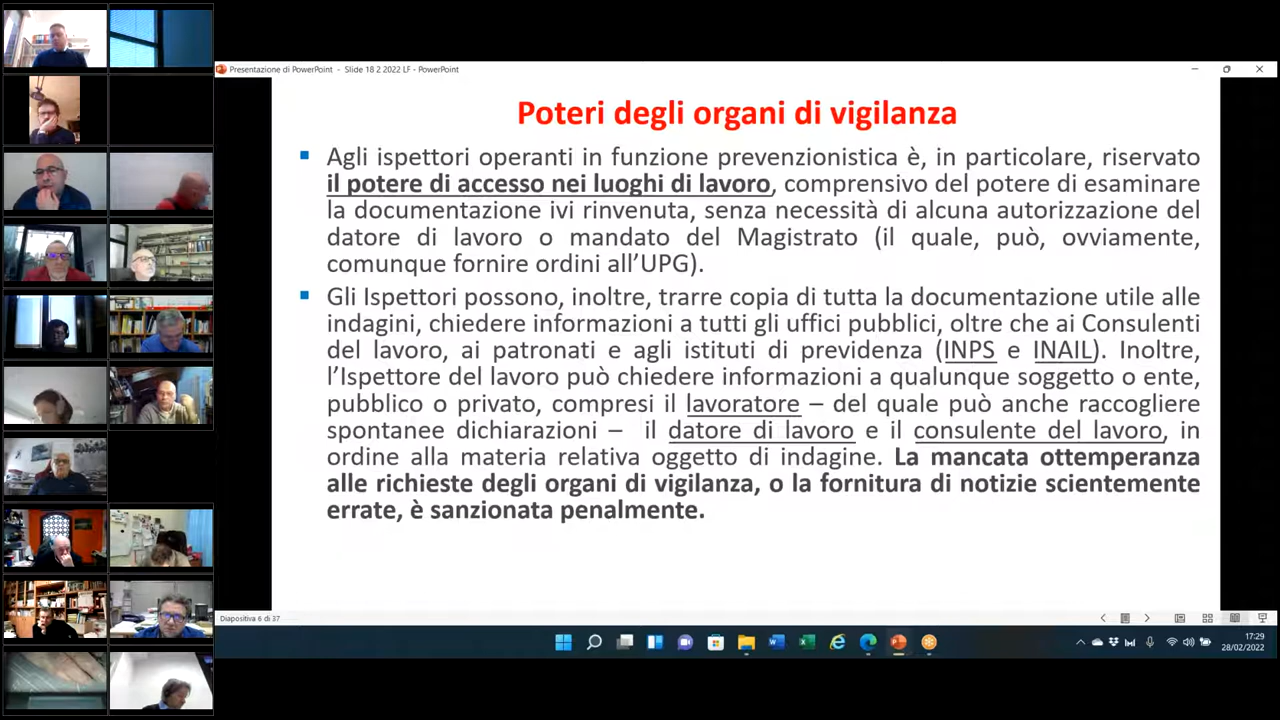 Presentazione di PowerPoint - Slide 18 2 2022 LF - PowerPoint
Poteri degli organi di vigilanza
Agli ispettori operanti in funzione prevenzionistica è, in particolare, riservato
il potere di accesso nei luoghi di lavoro, comprensivo del potere di esaminare
la documentazione ivi rinvenuta, senza necessità di alcuna autorizzazione del
datore di lavoro o mandato del Magistrato (il quale, può, ovviamente,
comunque fornire ordini all’UPG).
Gli Ispettori possono, inoltre, trarre copia di tutta la documentazione utile alle
indagini, chiedere informazioni a tutti gli uffici pubblici, oltre che ai Consulenti
del lavoro, ai patronati e agli istituti di previdenza (INPS e INAIL). Inoltre,
l’Ispettore del lavoro può chiedere informazioni a qualunque soggetto o ente,
pubblico o privato, compresi il lavoratore – del quale può anche raccogliere
spontanee dichiarazioni – il datore di lavoro e il consulente del lavoro, in
ordine alla materia relativa oggetto di indagine. La mancata ottemperanza
alle richieste degli organi di vigilanza, o la fornitura di notizie scientemente
errate, è sanzionata penalmente.
Diapositiva 6 di 37
17:29
28/02/2022